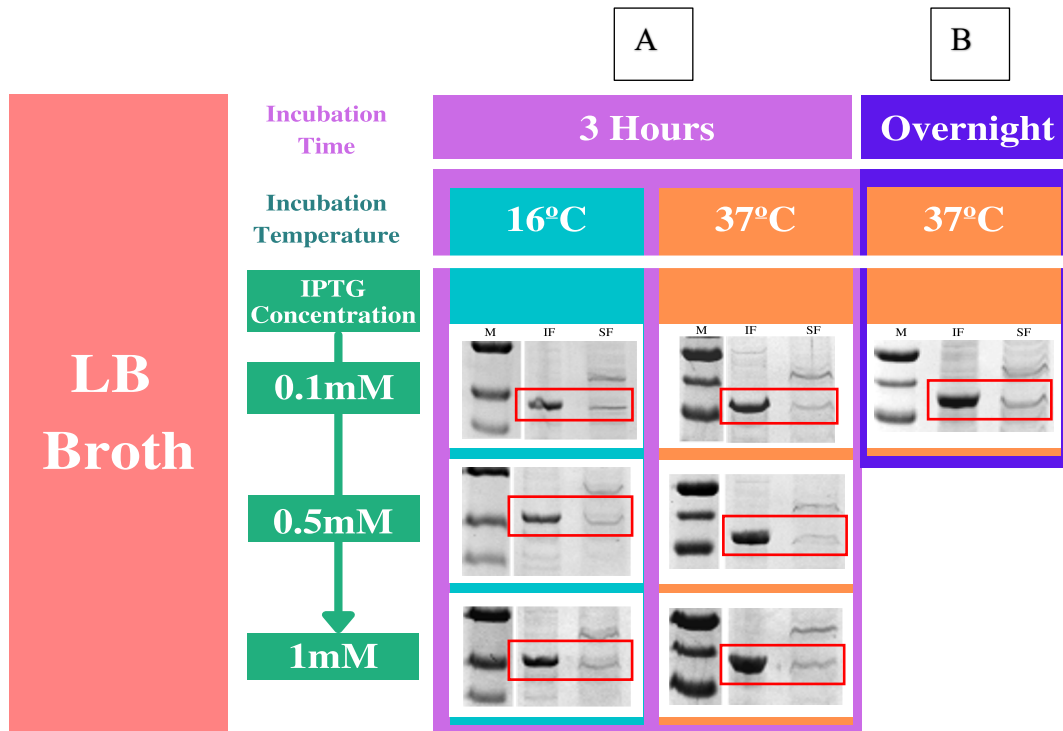 A
B
Incubation
Time
3 Hours
Overnight
Incubation
Temperature
16ºC
37ºC
37ºC
LB
Broth
IPTG
Concentration
M IF SF
M IF SF
M IF SF
0.1mM
0.5mM
1mM